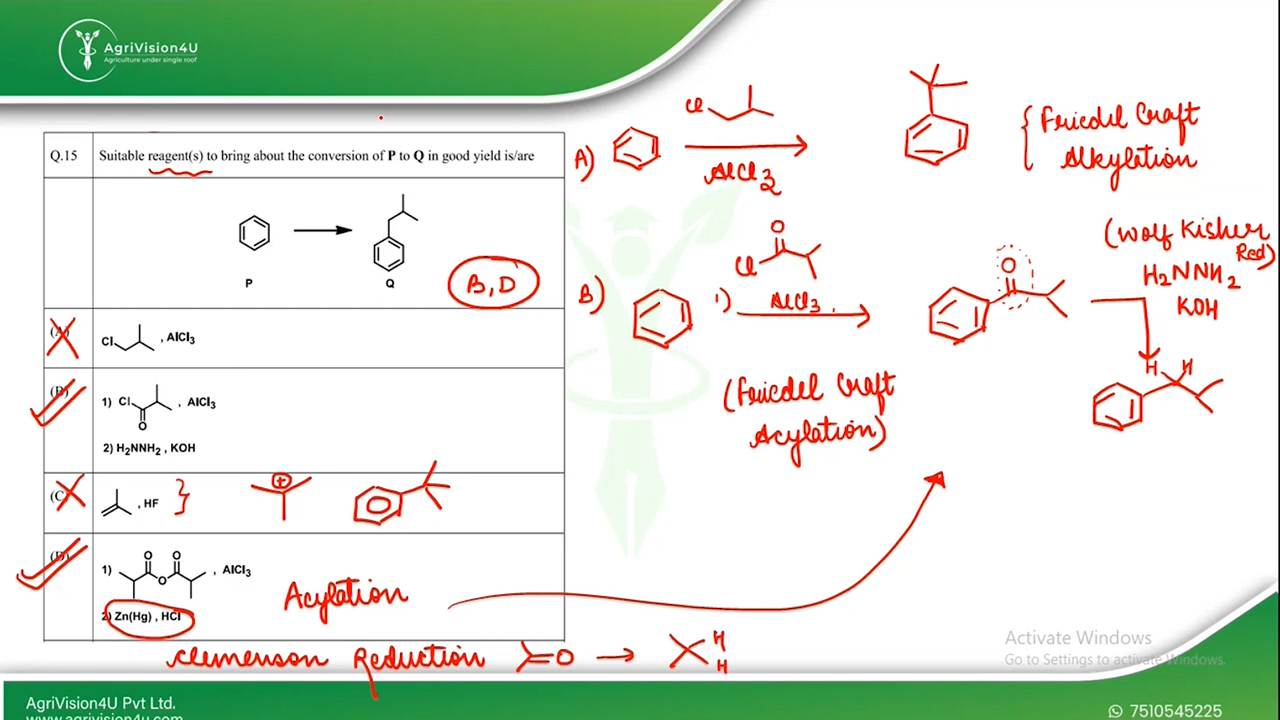 AgriVision4U
Agriculture under single roof
Q.15 Suitable reagent(s) to bring about the conversion of P to Q in good yield is/are
P Q
B, D
(A) Cl , AlCl3
(B) 1) Cl O , AlCl3
2) H2NNH2 , KOH
(C) , HF }
(D) 1) O O O , AlCl3
Acylation
2) Zn(Hg) , HCl
Clemenson Reduction =O → H H
A) Cl
AlCl3
{ Friedel Craft
Alkylation
B) 1) Cl O
AlCl3
(Friedel Craft
Acylation)
O
(Wolf Kisher
Red)
H2NNH2
KOH
H H
Activate Windows
Go to Settings to activate Windows.
AgriVision4U Pvt Ltd.
www.agrivision4u.com
7510545225